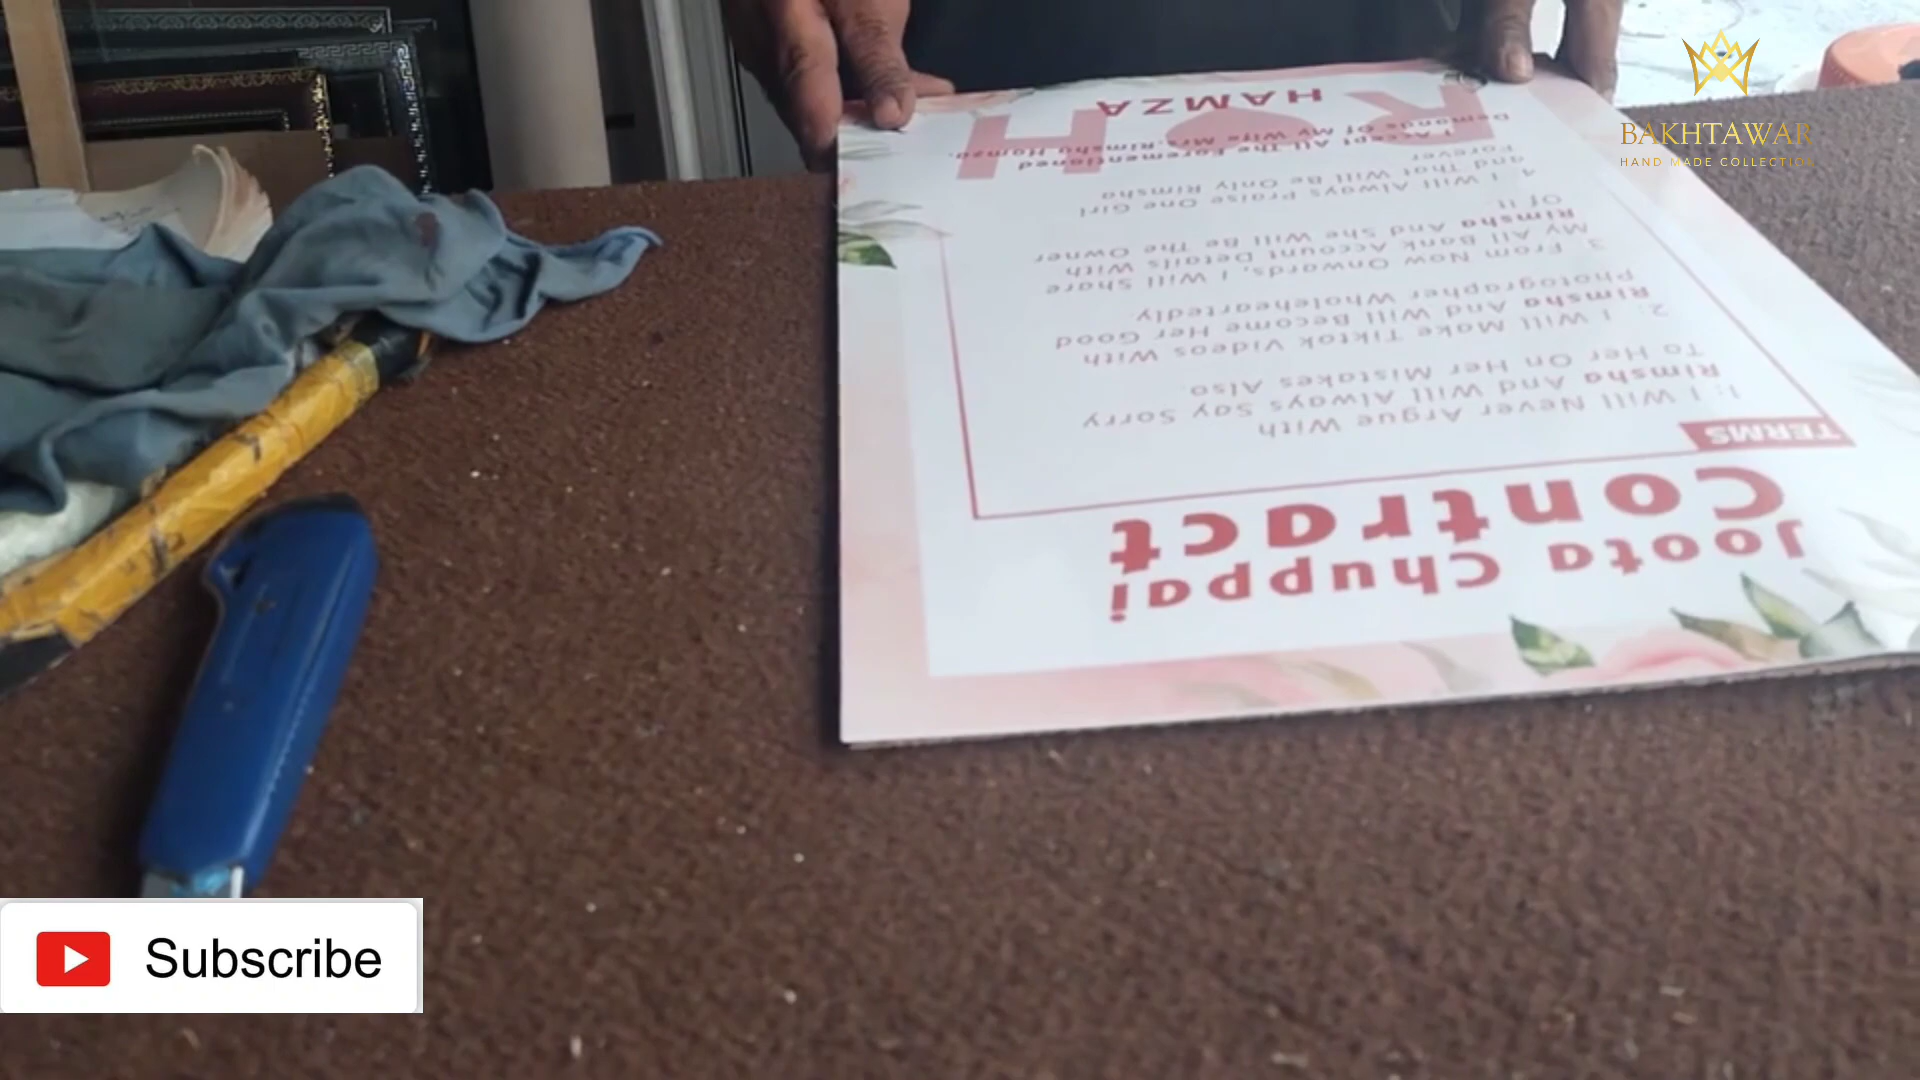 BAKHTAWAR
HAND MADE COLLECTION
Joota Chuppai
Contract
TERMS
1: I Will Never Argue With
Rimsha And Will Always Say Sorry
To Her On Her Mistakes Also.
2. I Will Make Tiktok Videos With
Rimsha And Will Become Her Good
Photographer Wholeheartedly.
3. From Now Onwards, I Will Share
My All Bank Account Details With
Rimsha And She Will Be The Owner
Of it.
4. I Will Always Praise One Girl
and That Will Be Only Rimsha
Forever
I Accept All The Forementioned
Demands Of My Wife Mrs.Rimsha Hamza.
R H
HAMZA
Subscribe